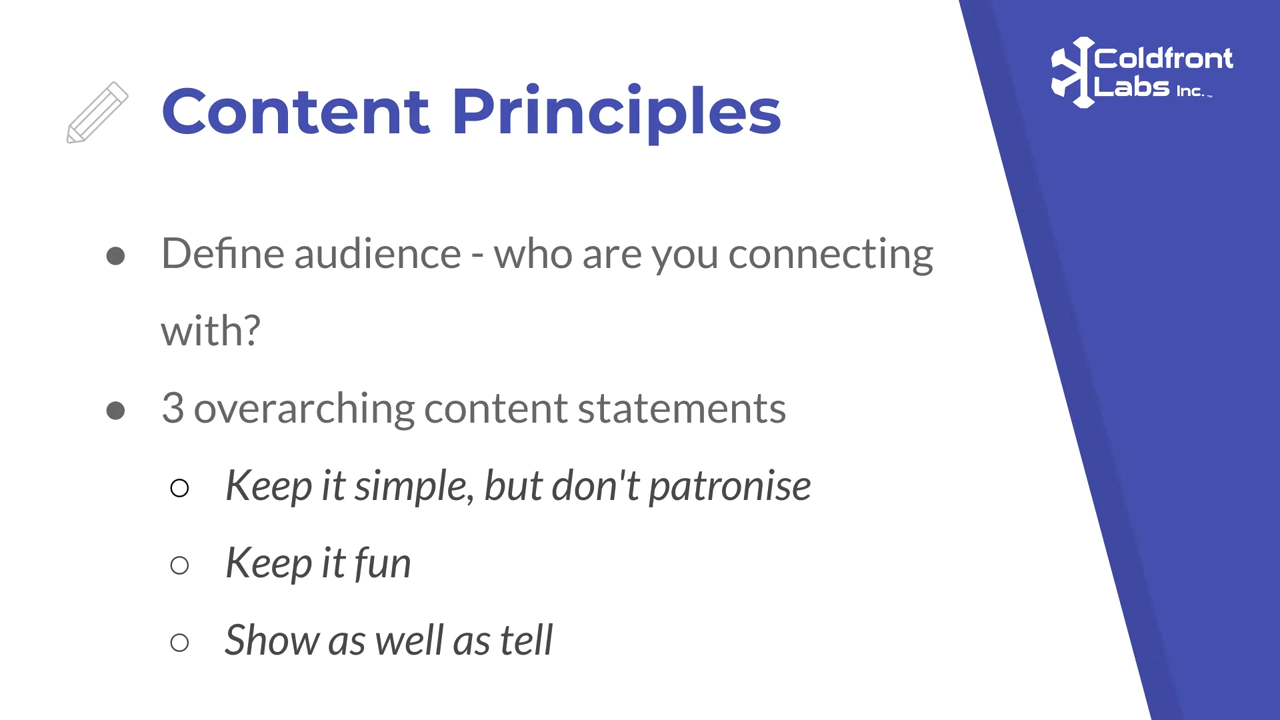 Coldfront
Labs Inc.™
Content Principles
● Define audience - who are you connecting
with?
● 3 overarching content statements
○ Keep it simple, but don't patronise
○ Keep it fun
○ Show as well as tell